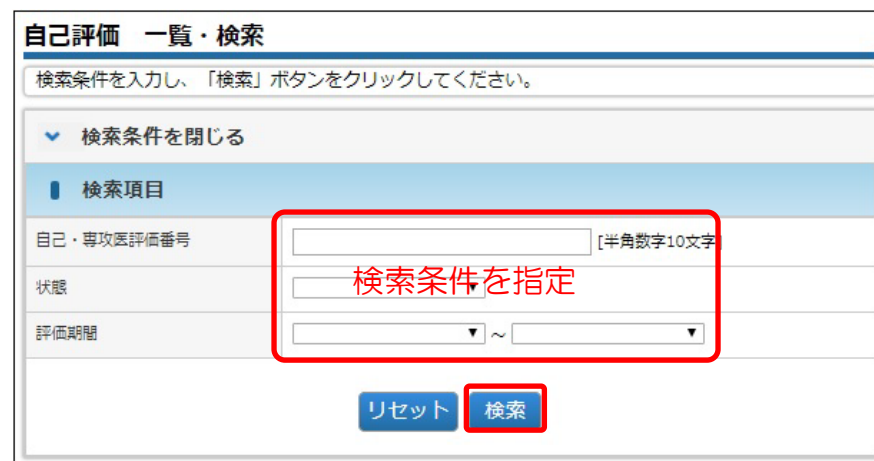 自己評価　一覧・検索
検索条件を入力し、「検索」ボタンをクリックしてください。
検索条件を閉じる
検索項目
自己・専攻医評価番号 [半角数字10文字]
状態 検索条件を指定
評価期間 ～
リセット 検索